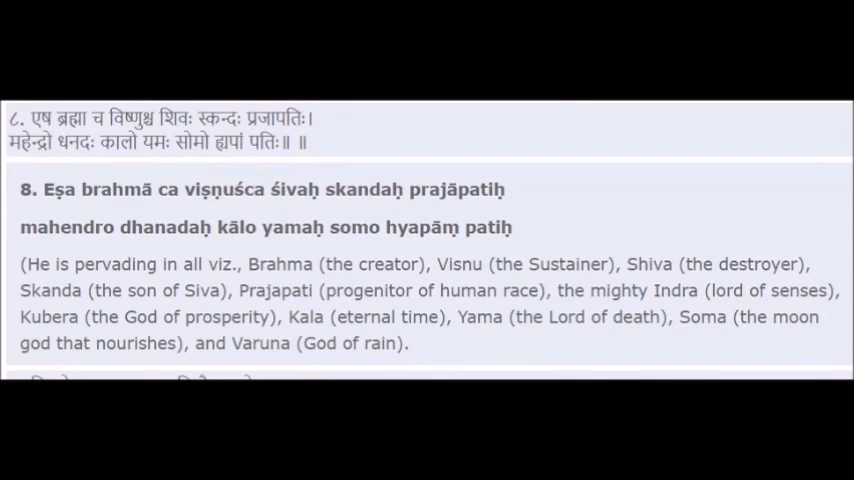 ८. एष ब्रह्मा च विष्णुश्च शिवः स्कन्दः प्रजापतिः।
महेन्द्रो धनदः कालो यमः सोमो ह्यपां पतिः॥ ॥
8. Eṣa brahmā ca viṣṇuśca śivaḥ skandaḥ prajāpatiḥ
mahendro dhanadaḥ kālo yamaḥ somo hyapāṃ patiḥ
(He is pervading in all viz., Brahma (the creator), Visnu (the Sustainer), Shiva (the destroyer),
Skanda (the son of Siva), Prajapati (progenitor of human race), the mighty Indra (lord of senses),
Kubera (the God of prosperity), Kala (eternal time), Yama (the Lord of death), Soma (the moon
god that nourishes), and Varuna (God of rain).